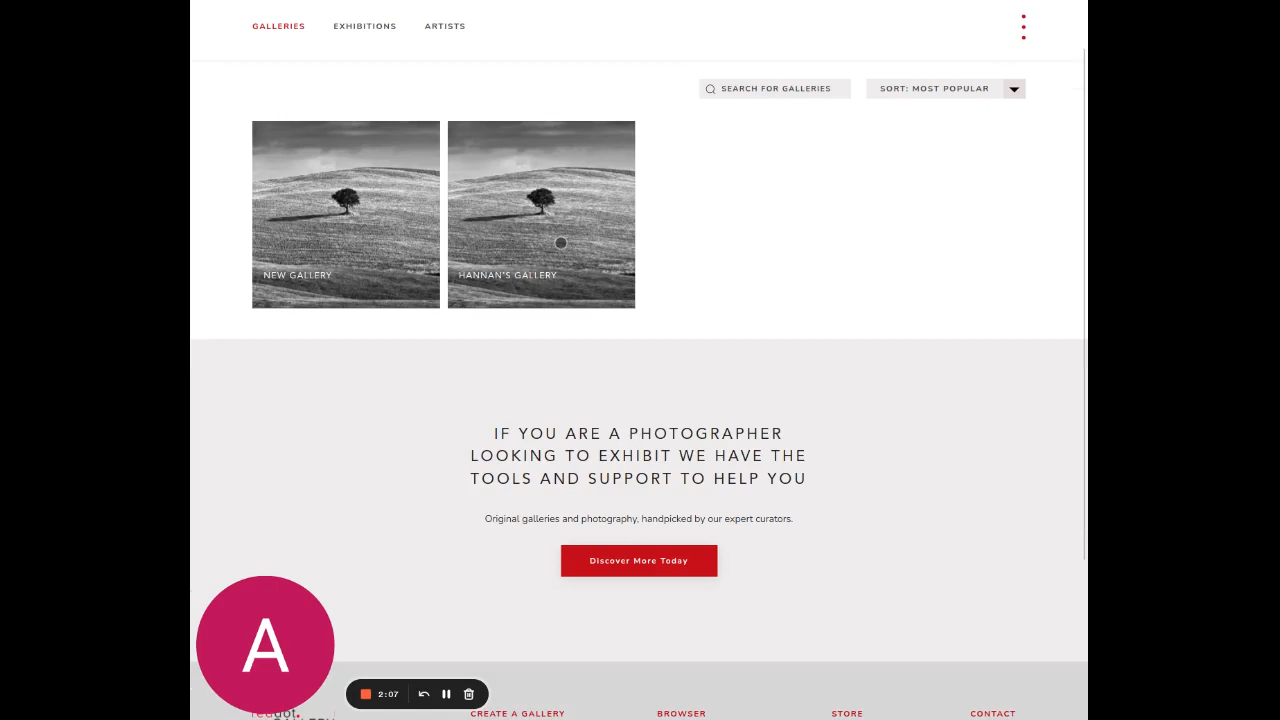 GALLERIES EXHIBITIONS ARTISTS
SEARCH FOR GALLERIES SORT: MOST POPULAR
NEW GALLERY HANNAN'S GALLERY
IF YOU ARE A PHOTOGRAPHER
LOOKING TO EXHIBIT WE HAVE THE
TOOLS AND SUPPORT TO HELP YOU
Original galleries and photography, handpicked by our expert curators.
Discover More Today
A
2:07
CREATE A GALLERY BROWSER STORE CONTACT